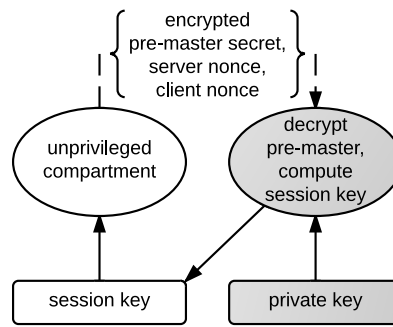 encrypted
pre-master secret,
server nonce,
client nonce
unprivileged
compartment
decrypt
pre-master,
compute
session key
session key
private key